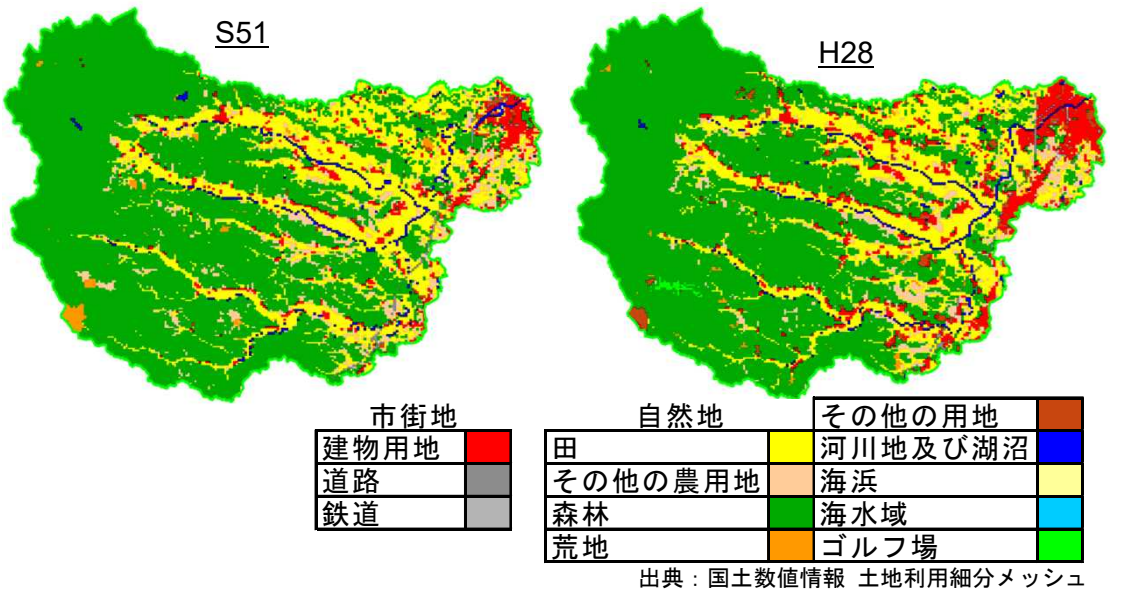 S51
H28
市街地
建物用地
道路
鉄道
自然地
田
その他の農用地
森林
荒地
その他の用地
河川地及び湖沼
海浜
海水域
ゴルフ場
出典：国土数値情報 土地利用細分メッシュ